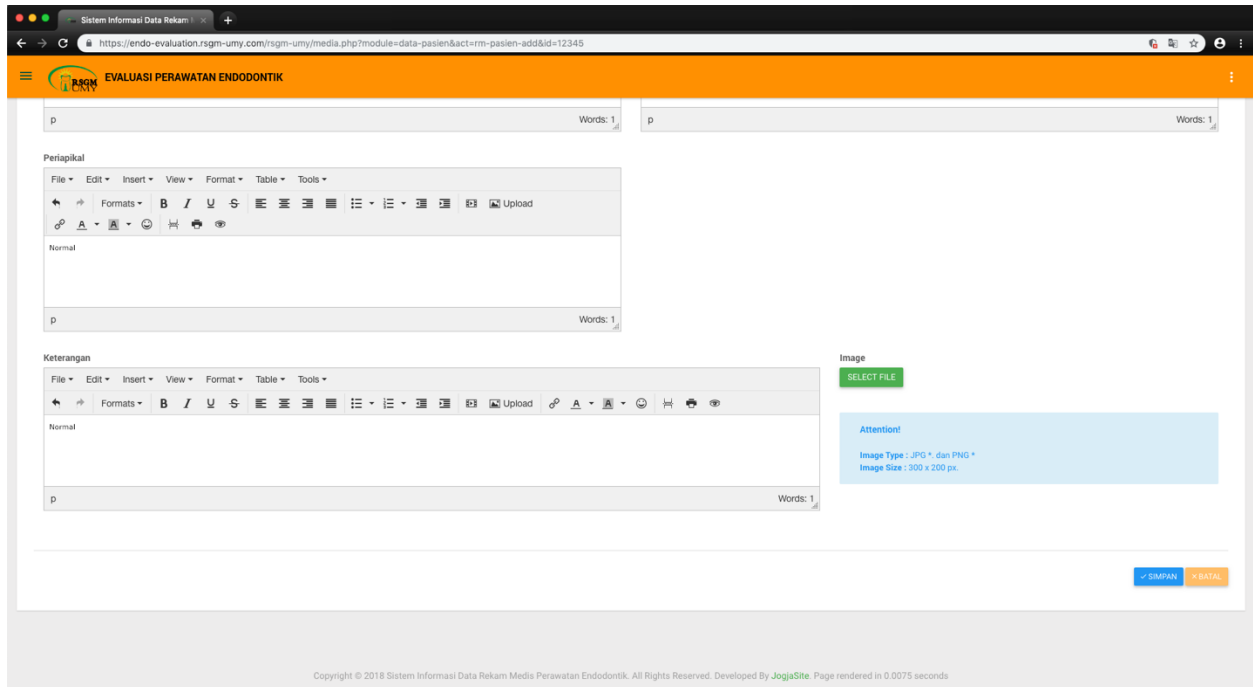 Sistem Informasi Data Rekam
https://endo-evaluation.rsgm-umy.com/rsgm-umy/media.php?module=data-pasien&act=rm-pasien-add&id=12345
RSGM UMY EVALUASI PERAWATAN ENDODONTIK
p Words: 1 p Words: 1
Periapikal
File Edit Insert View Format Table Tools
Formats B I U S Upload
A A
Normal
p Words: 1
Keterangan Image
File Edit Insert View Format Table Tools SELECT FILE
Formats B I U S Upload A A
Normal Attention!
Image Type : JPG *. dan PNG *
Image Size : 300 x 200 px.
p Words: 1
SIMPAN BATAL
Copyright © 2018 Sistem Informasi Data Rekam Medis Perawatan Endodontik. All Rights Reserved. Developed By JogjaSite. Page rendered in 0.0075 seconds